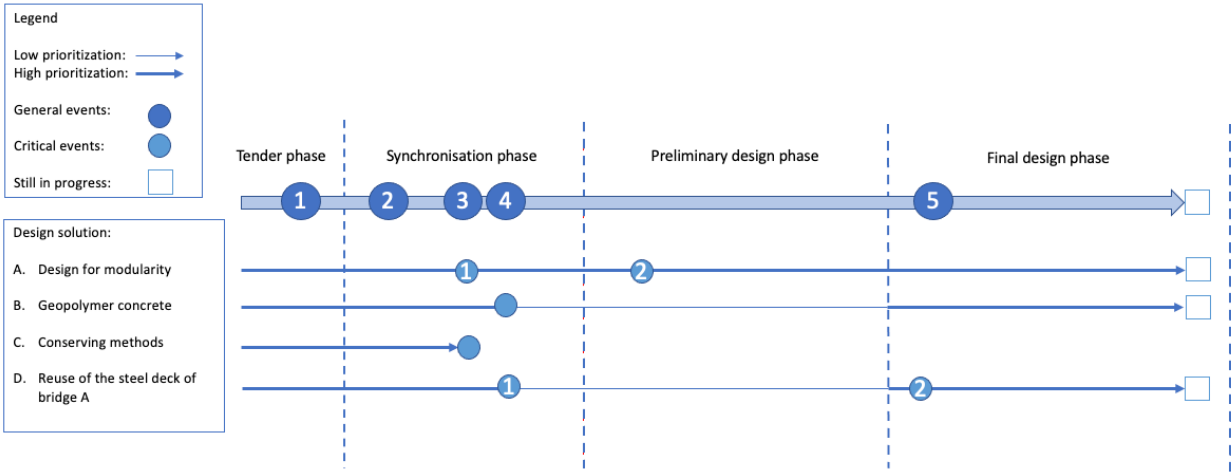 Legend
Low prioritization:
High prioritization:
General events:
Critical events:
Still in progress:
Tender phase
Synchronisation phase
Preliminary design phase
Final design phase
1
2
3
4
5
Design solution:
A. Design for modularity
1
2
B. Geopolymer concrete
C. Conserving methods
D. Reuse of the steel deck of
bridge A
1
2